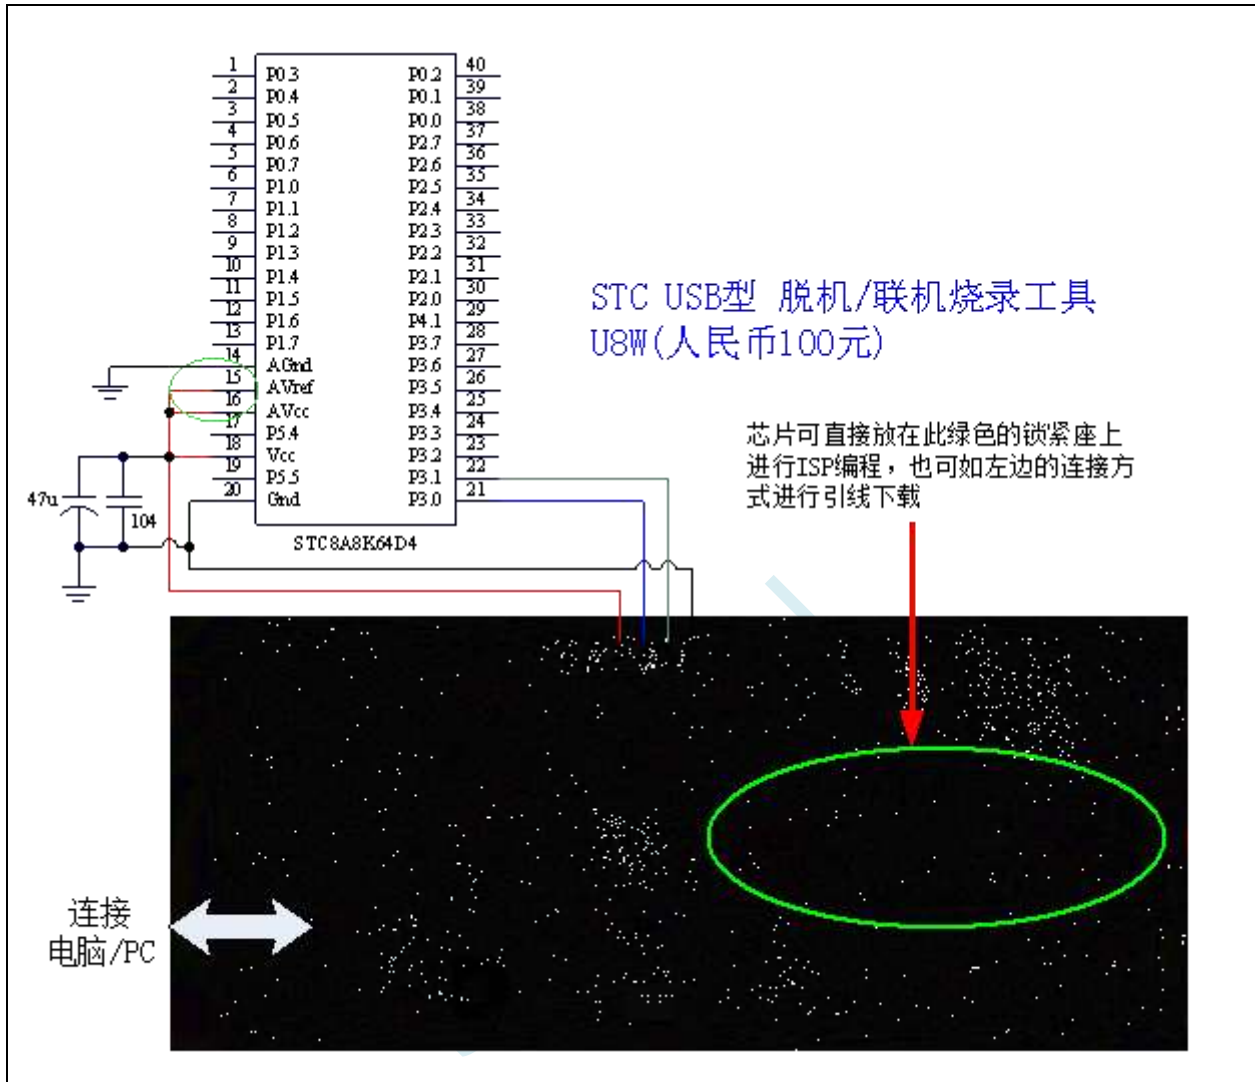 1 P0.3 P0.2 40
2 P0.4 P0.1 39
3 P0.5 P0.0 38
4 P0.6 P2.7 37
5 P0.7 P2.6 36
6 P1.0 P2.5 35
7 P1.1 P2.4 34
8 P1.2 P2.3 33
9 P1.3 P2.2 32
10 P1.4 P2.1 31
11 P1.5 P2.0 30
12 P1.6 P4.1 29
13 P1.7 P3.7 28
14 AGnd P3.6 27
15 AVref P3.5 26
16 AVcc P3.4 25
17 P5.4 P3.3 24
18 Vcc P3.2 23
19 P5.5 P3.1 22
20 Gnd P3.0 21
47u
104
STC8A8K64D4
STC USB型 脱机/联机烧录工具
U8W(人民币100元)
芯片可直接放在此绿色的锁紧座上
进行ISP编程，也可如左边的连接方
式进行引线下载
连接
电脑/PC